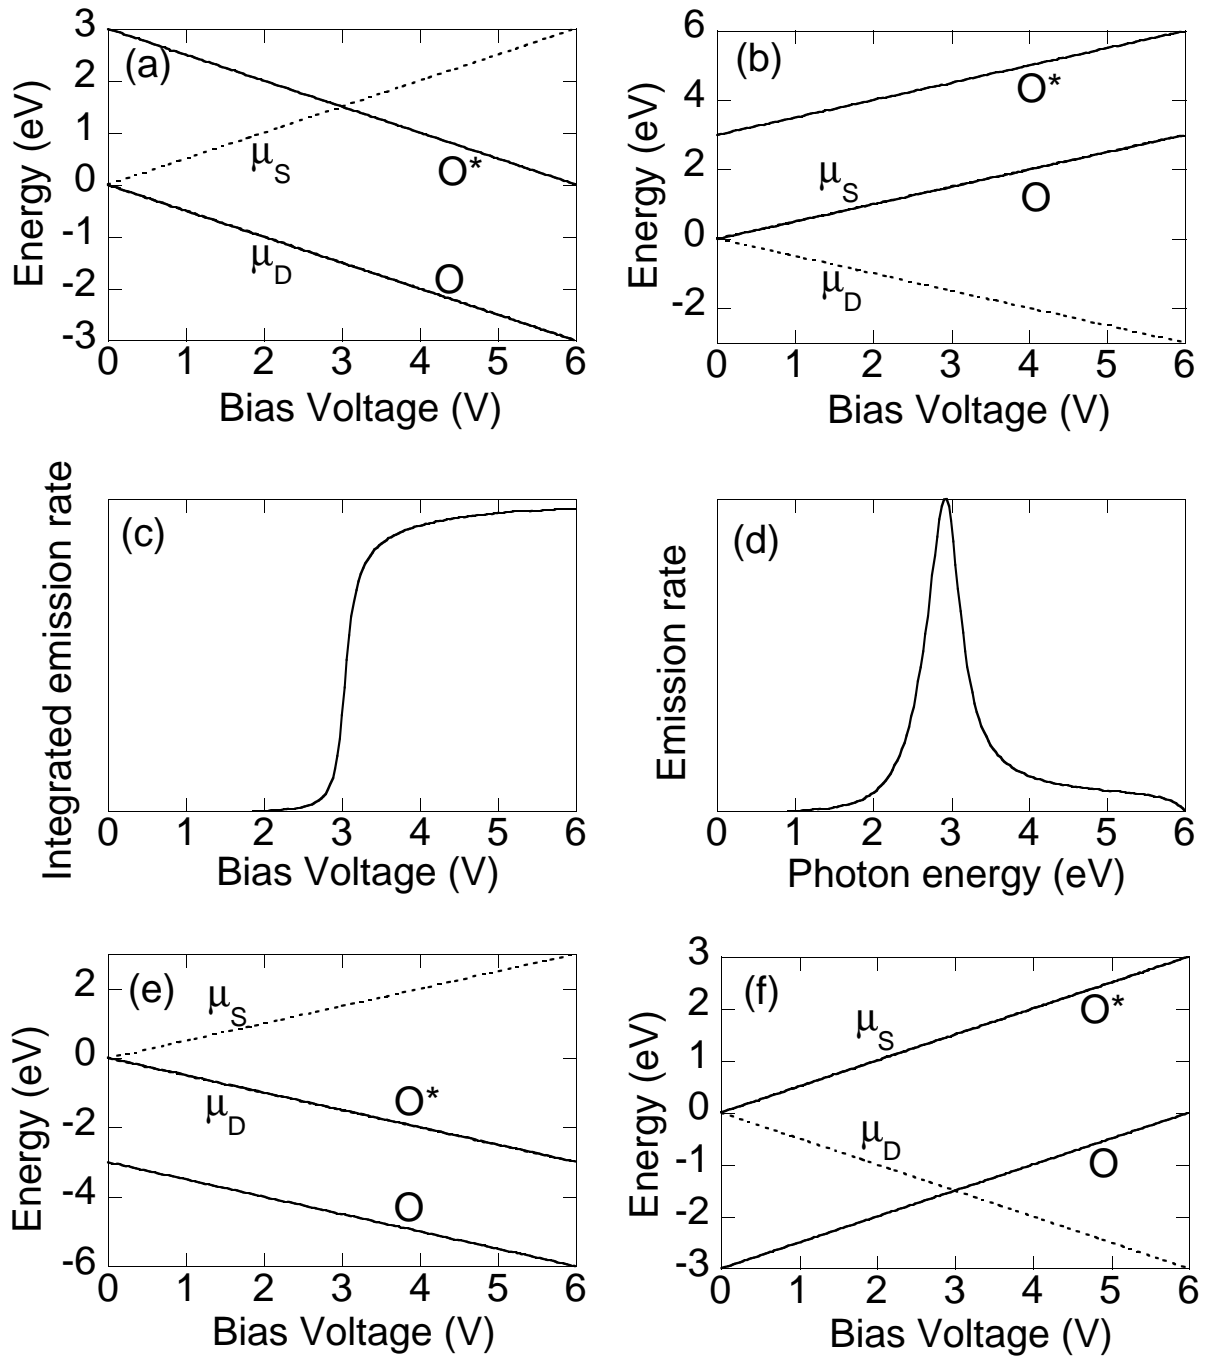 3
2
1
0
-1
-2
-3
Energy (eV)
(a)
μS
μD
O*
O
0 1 2 3 4 5 6
Bias Voltage (V)
6
4
2
0
-2
Energy (eV)
(b)
O*
μS
O
μD
0 1 2 3 4 5 6
Bias Voltage (V)
Integrated emission rate
(c)
0 1 2 3 4 5 6
Bias Voltage (V)
Emission rate
(d)
0 1 2 3 4 5 6
Photon energy (eV)
2
0
-2
-4
-6
Energy (eV)
(e)
μS
μD
O*
O
0 1 2 3 4 5 6
Bias Voltage (V)
3
2
1
0
-1
-2
-3
Energy (eV)
(f)
μS
O*
μD
O
0 1 2 3 4 5 6
Bias Voltage (V)